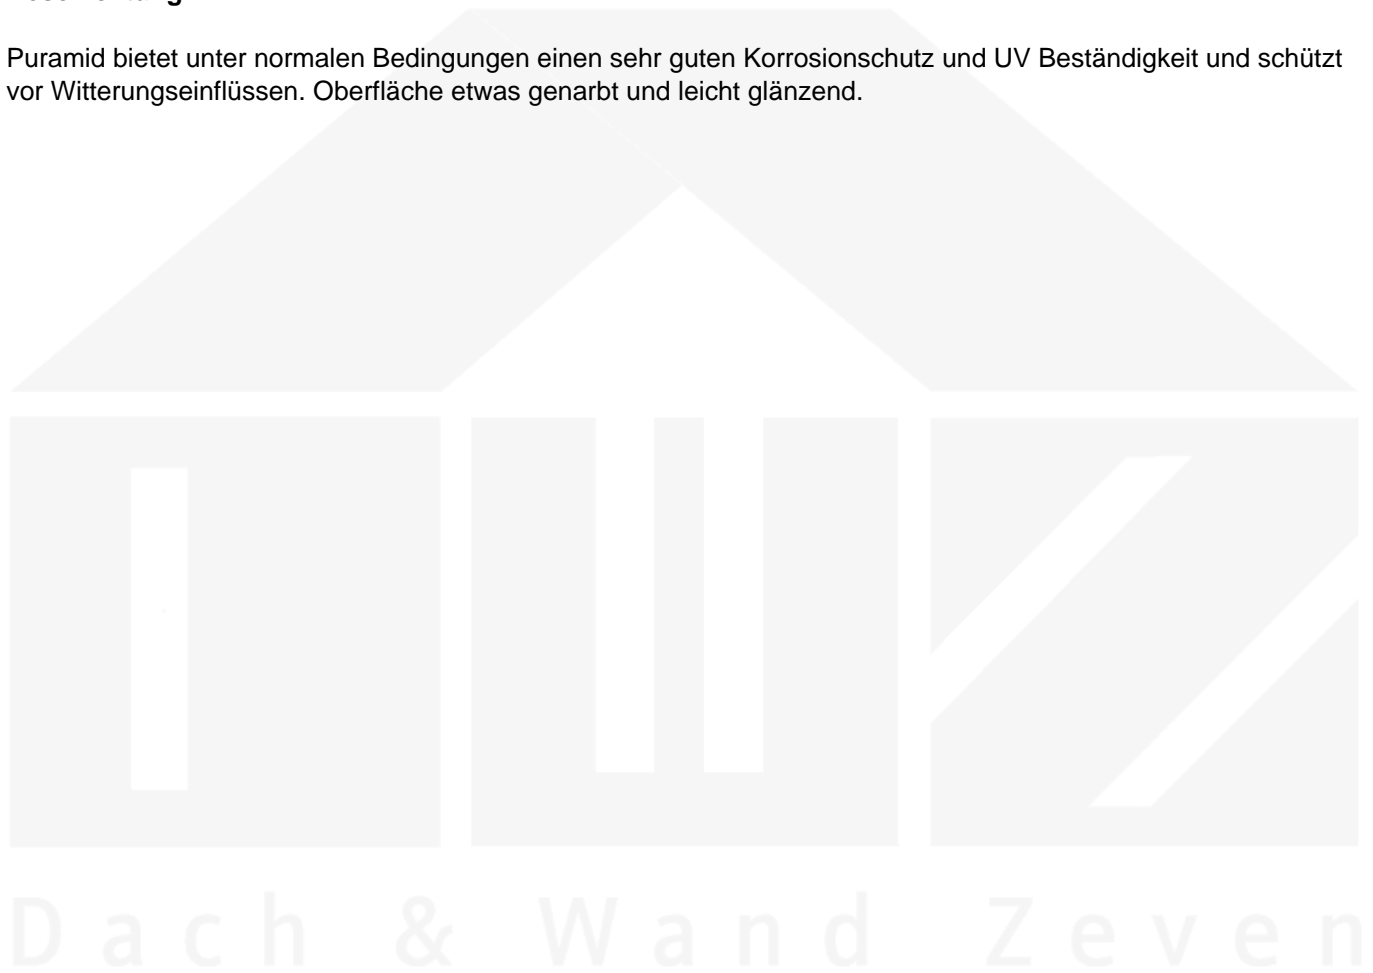 Puramid bietet unter normalen Bedingungen einen sehr guten Korrosionschutz und UV Beständigkeit und schützt
vor Witterungseinflüssen. Oberfläche etwas genarbt und leicht glänzend.
Dach & Wand Zeven